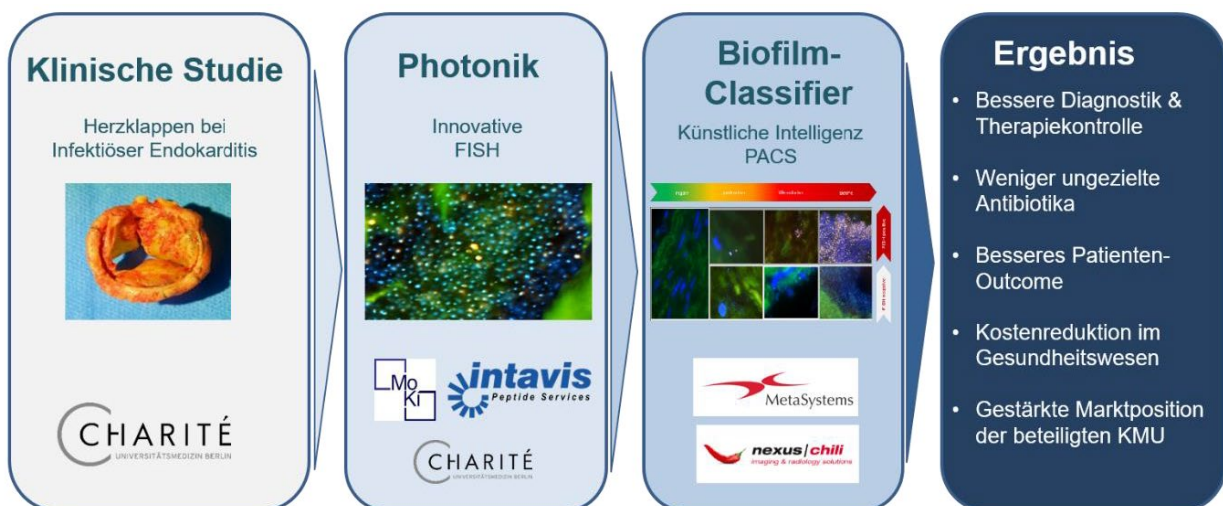 Klinische Studie
Herzklappen bei
Infektiöser Endokarditis
CHARITÉ
UNIVERSITÄTSMEDIZIN BERLIN
Photonik
Innovative
FISH
MoKi
intavis
Peptide Services
CHARITÉ
UNIVERSITÄTSMEDIZIN BERLIN
Biofilm-
Classifier
Künstliche Intelligenz
PACS
MetaSystems
nexus|chili
imaging & radiology solutions
Ergebnis
• Bessere Diagnostik &
Therapiekontrolle
• Weniger ungezielte
Antibiotika
• Besseres Patienten-
Outcome
• Kostenreduktion im
Gesundheitswesen
• Gestärkte Marktposition
der beteiligten KMU